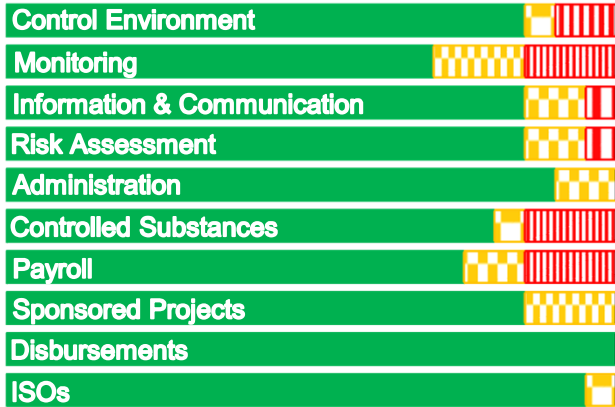 Control Environment
Monitoring
Information & Communication
Risk Assessment
Administration
Controlled Substances
Payroll
Sponsored Projects
Disbursements
ISOs